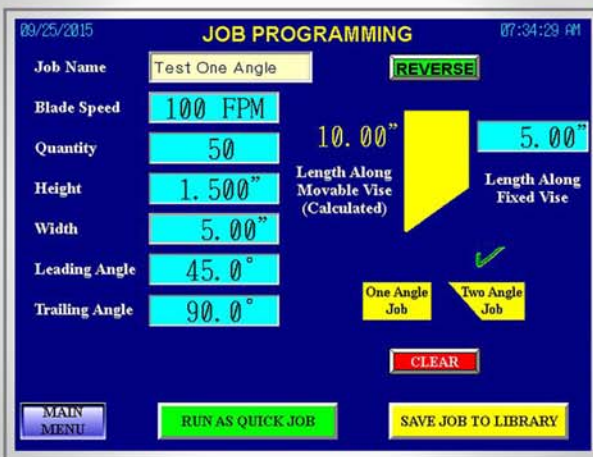 09/25/2015
JOB PROGRAMMING
07:34:29 AM
Job Name
Test One Angle
REVERSE
Blade Speed
100 FPM
Quantity
50
Height
1.500”
Width
5.00”
Leading Angle
45.0°
Trailing Angle
90.0°
10.00”
Length Along
Movable Vise
(Calculated)
5.00”
Length Along
Fixed Vise
One Angle
Job
Two Angle
Job
CLEAR
MAIN
MENU
RUN AS QUICK JOB
SAVE JOB TO LIBRARY